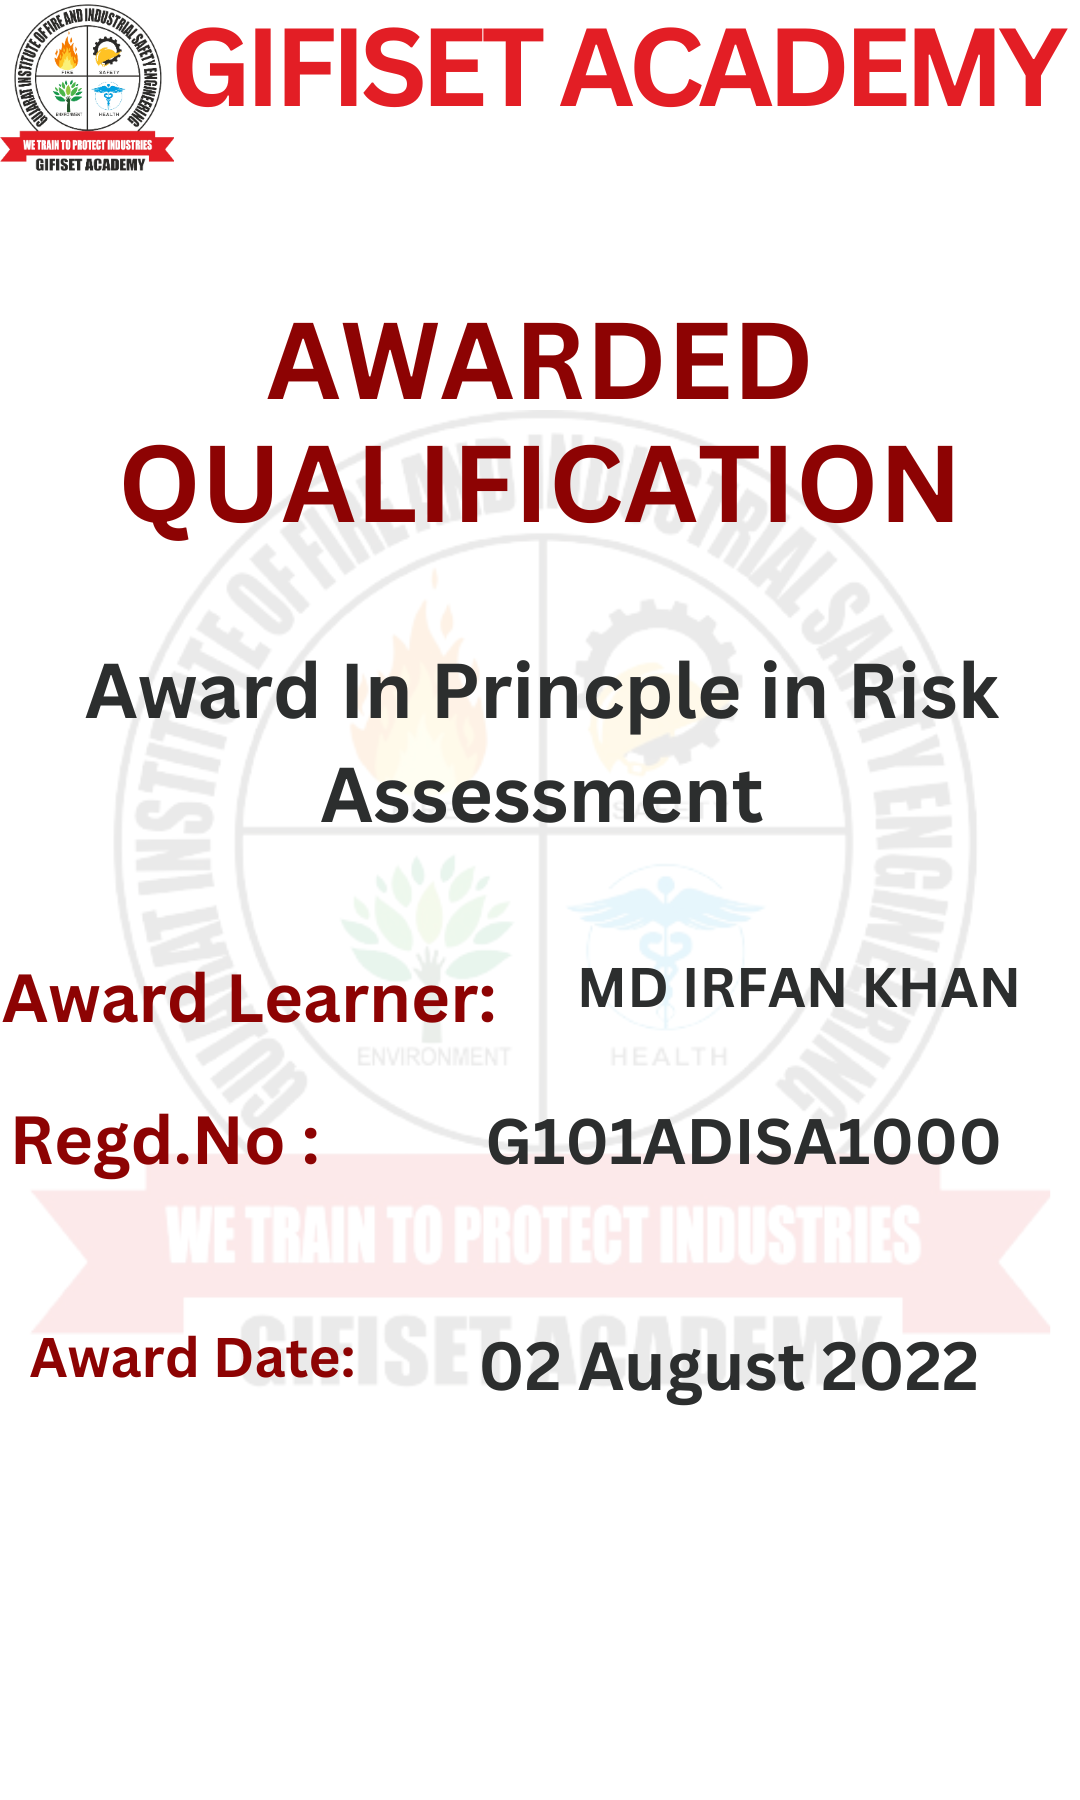 GUJARAT INSTITUTE OF FIRE AND INDUSTRIAL SAFETY ENGINEERING
FIRE SAFETY
ENVIRONMENT HEALTH
WE TRAIN TO PROTECT INDUSTRIES
GIFISET ACADEMY
GIFISET ACADEMY
AWARDED
QUALIFICATION
GUJARAT INSTITUTE OF FIRE AND INDUSTRIAL SAFETY ENGINEERING
Award In Princple in Risk
Assessment
Award Learner: MD IRFAN KHAN
ENVIRONMENT HEALTH
Regd.No : G101ADISA1000
WE TRAIN TO PROTECT INDUSTRIES
GIFISET ACADEMY
Award Date: 02 August 2022